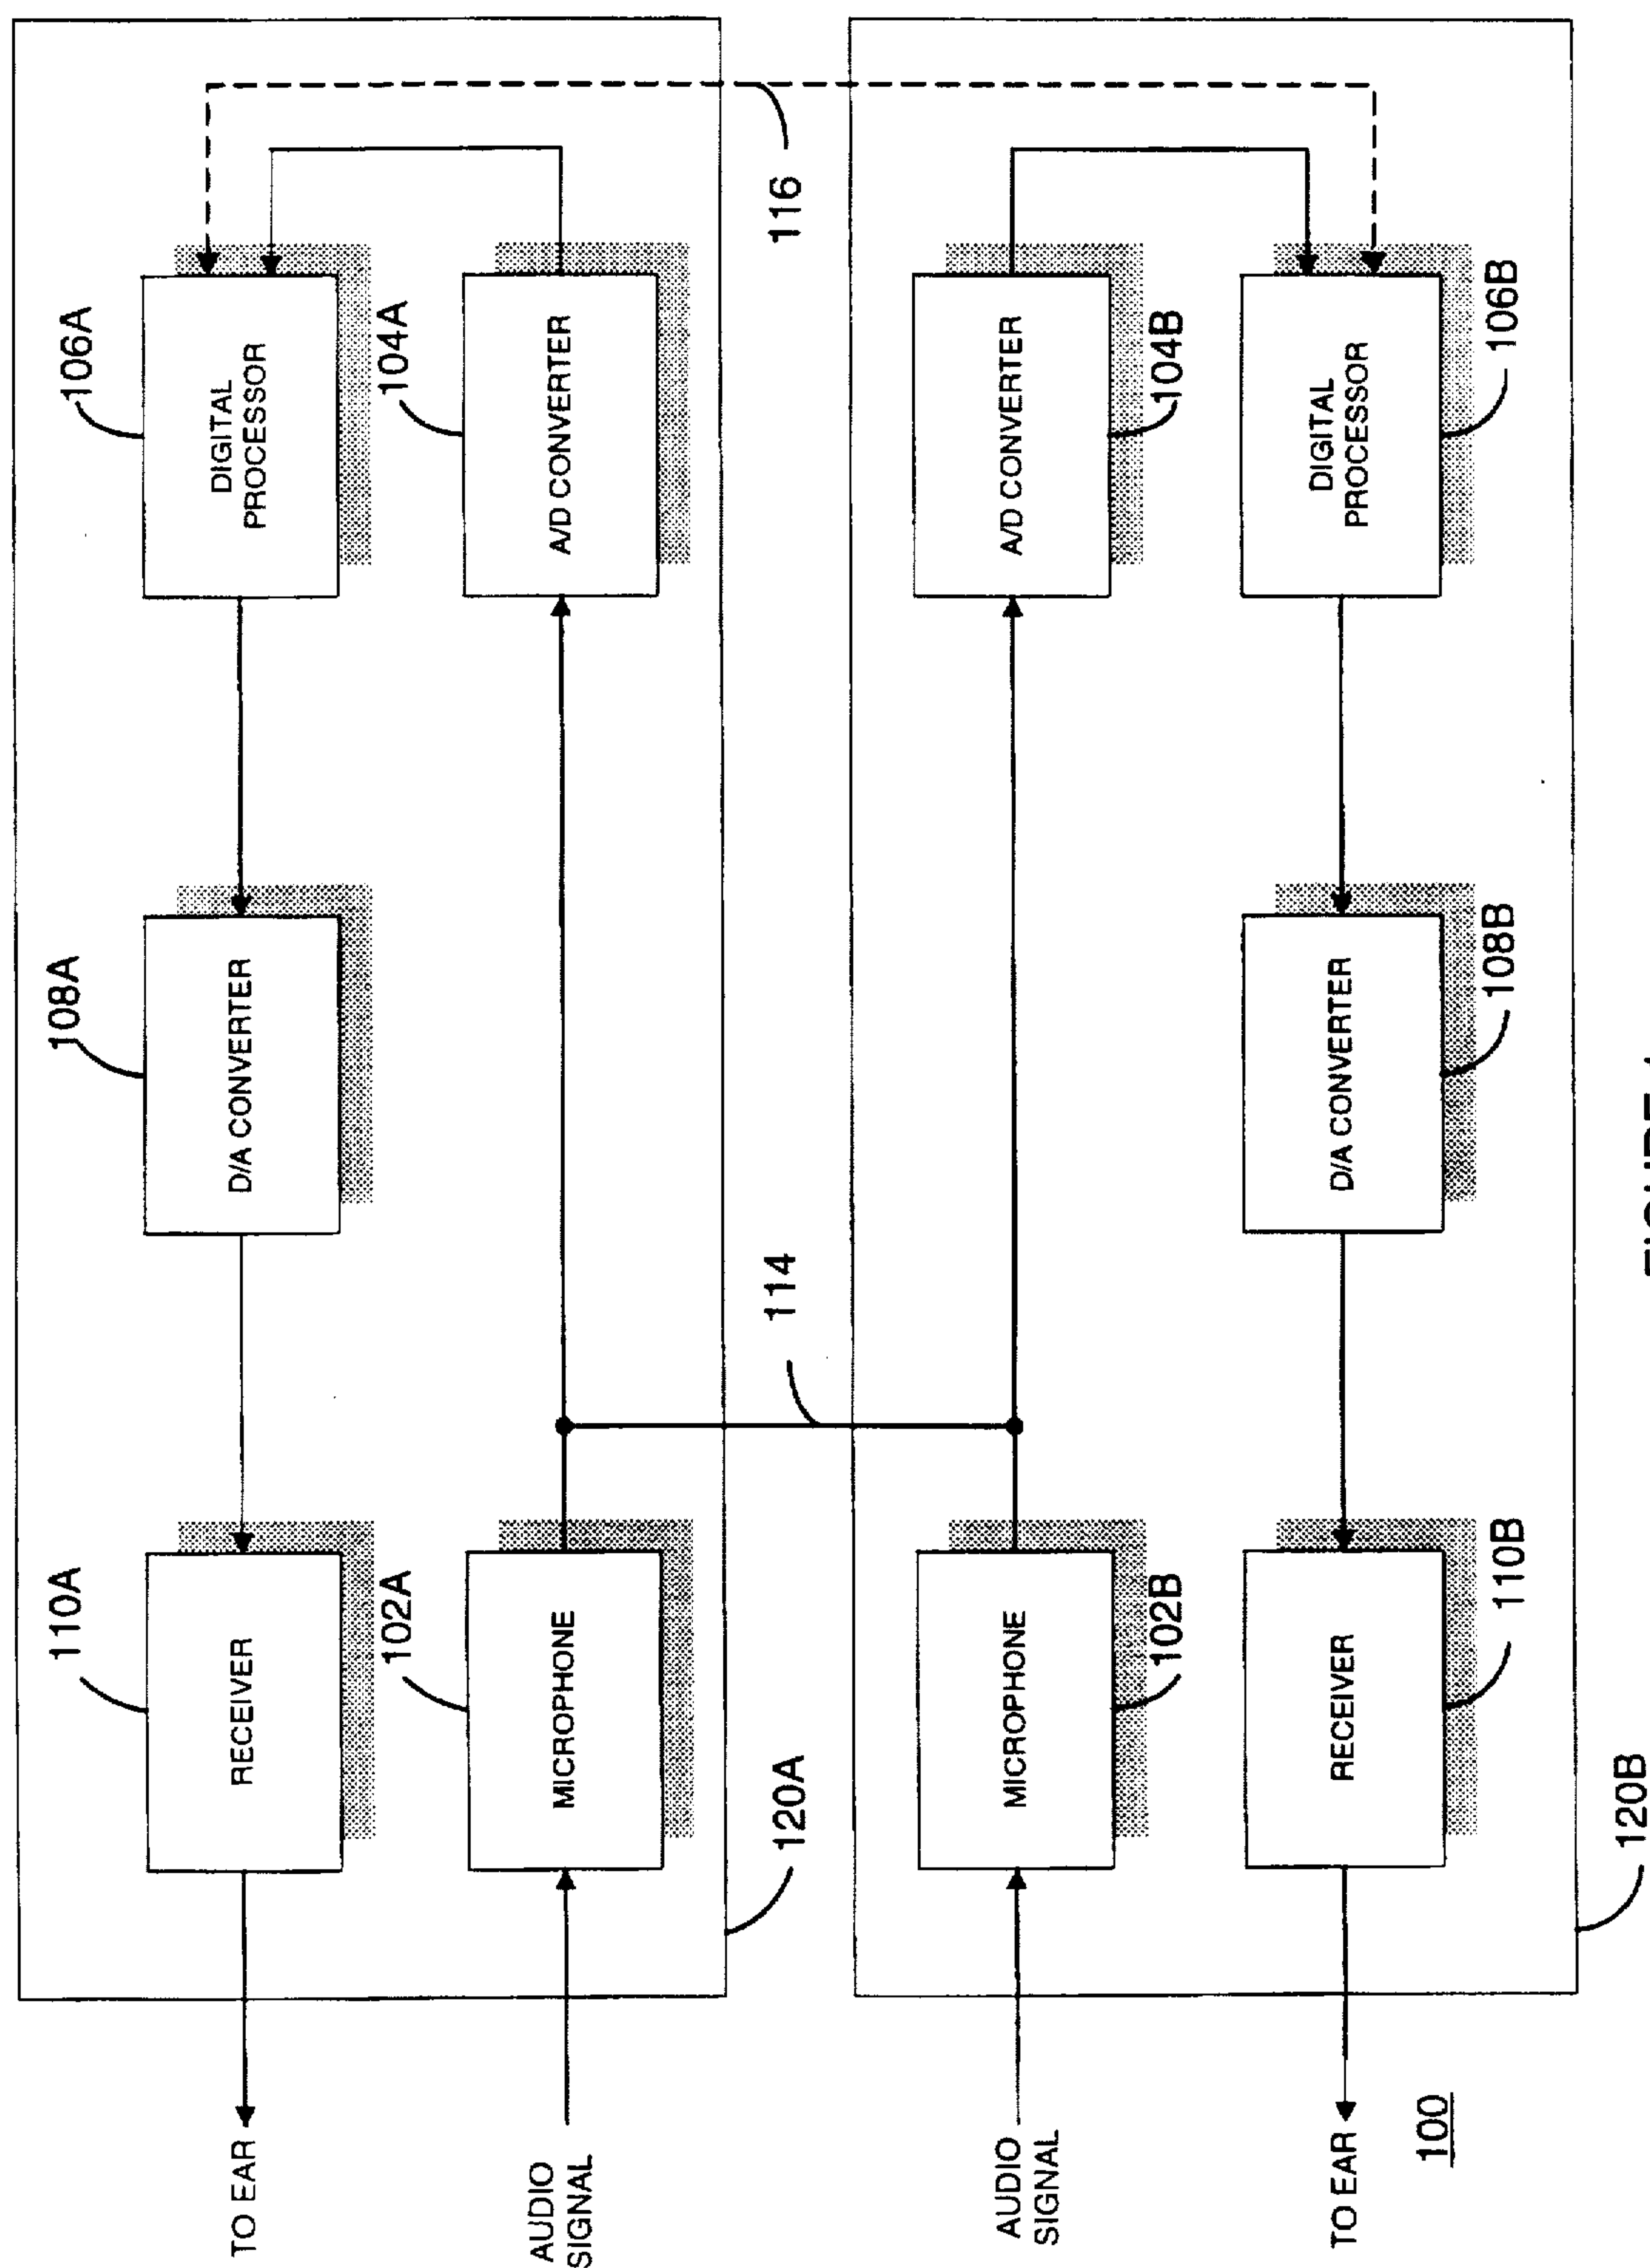 110A
108A
106A
TO EAR
RECEIVER
D/A CONVERTER
DIGITAL
PROCESSOR
102A
104A
AUDIO
SIGNAL
MICROPHONE
A/D CONVERTER
120A
114
116
AUDIO
SIGNAL
MICROPHONE
A/D CONVERTER
102B
104B
TO EAR
RECEIVER
D/A CONVERTER
DIGITAL
PROCESSOR
100
110B
108B
106B
120B
FIGURE